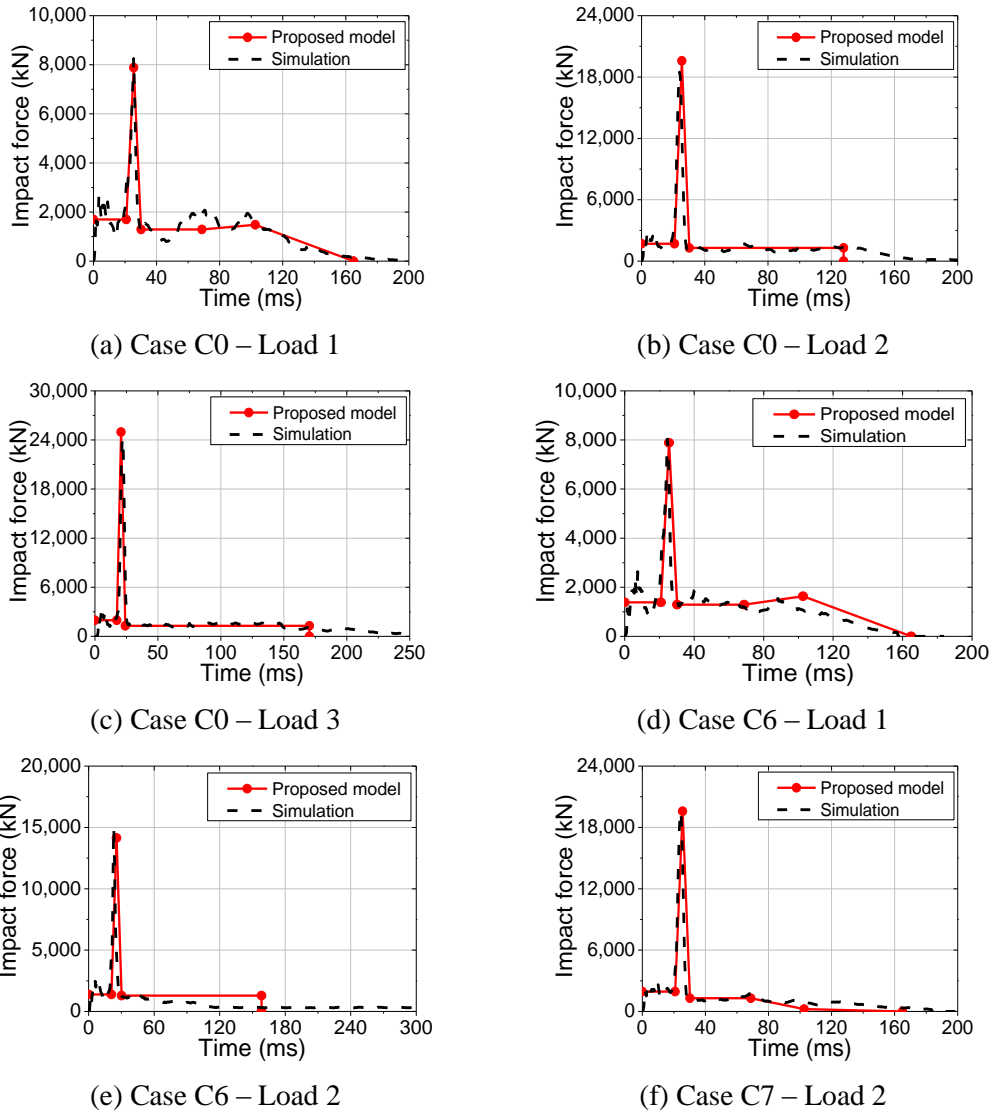 10,000
8,000
6,000
4,000
2,000
0
Impact force (kN)
Proposed model
Simulation
0 40 80 120 160 200
Time (ms)
(a) Case C0 – Load 1
24,000
18,000
12,000
6,000
0
Impact force (kN)
Proposed model
Simulation
0 40 80 120 160 200
Time (ms)
(b) Case C0 – Load 2
30,000
24,000
18,000
12,000
6,000
0
Impact force (kN)
Proposed model
Simulation
0 50 100 150 200 250
Time (ms)
(c) Case C0 – Load 3
10,000
8,000
6,000
4,000
2,000
0
Impact force (kN)
Proposed model
Simulation
0 40 80 120 160 200
Time (ms)
(d) Case C6 – Load 1
20,000
15,000
10,000
5,000
0
Impact force (kN)
Proposed model
Simulation
0 60 120 180 240 300
Time (ms)
(e) Case C6 – Load 2
24,000
18,000
12,000
6,000
0
Impact force (kN)
Proposed model
Simulation
0 40 80 120 160 200
Time (ms)
(f) Case C7 – Load 2